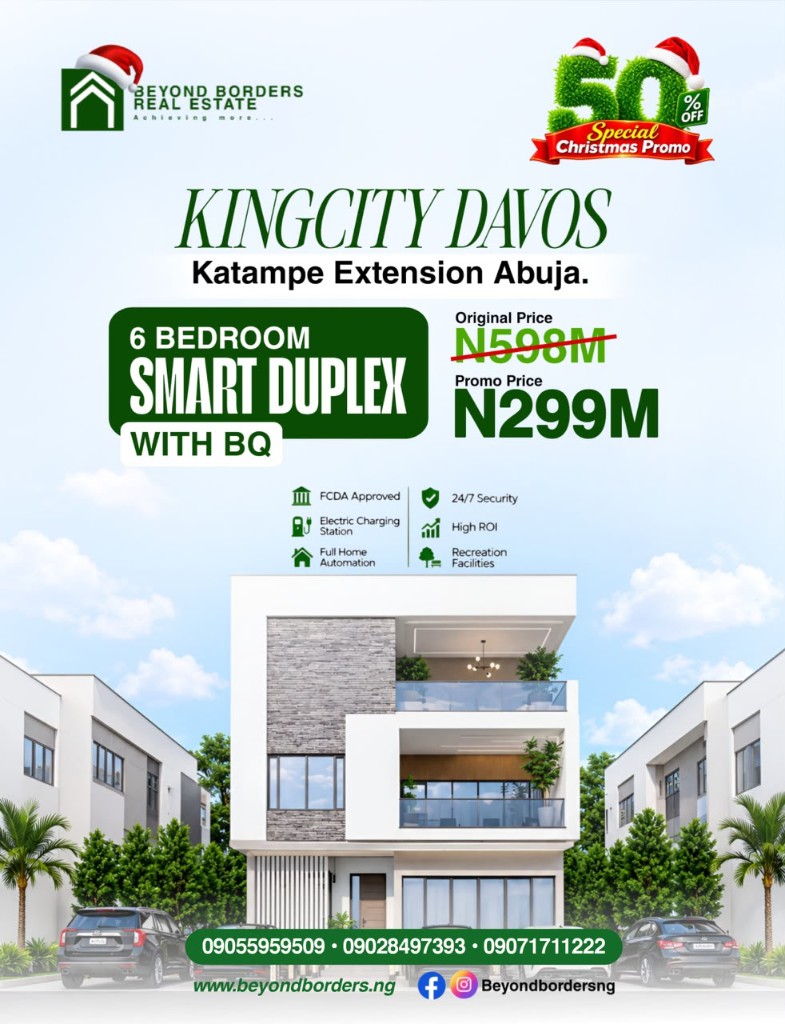 BEYOND BORDERS
REAL ESTATE
Achieving more...
50
%
OFF
Special
Christmas Promo
KINGCITY DAVOS
Katampe Extension Abuja.
6 BEDROOM
SMART DUPLEX
WITH BQ
Original Price
N598M
Promo Price
N299M
FCDA Approved
Electric Charging
Station
Full Home
Automation
24/7 Security
High ROI
Recreation
Facilities
09055959509 • 09028497393 • 09071711222
www.beyondborders.ng
Beyondbordersng